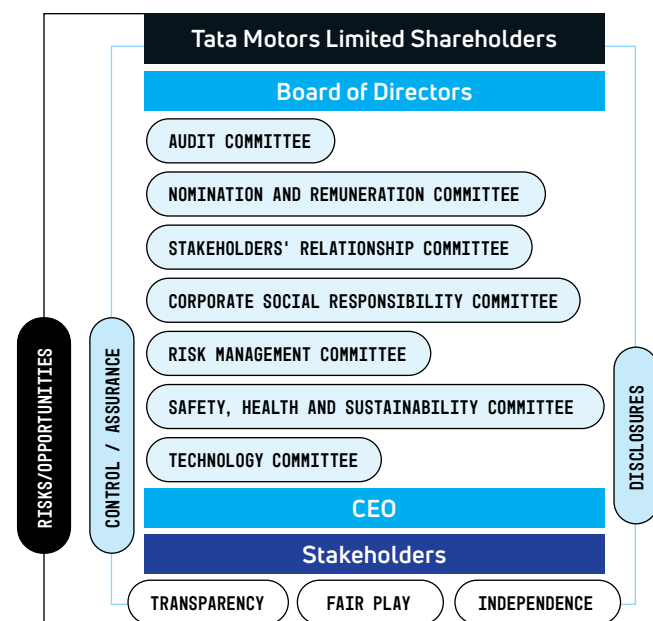 Tata Motors Limited Shareholders
Board of Directors
AUDIT COMMITTEE
NOMINATION AND REMUNERATION COMMITTEE
STAKEHOLDERS' RELATIONSHIP COMMITTEE
CORPORATE SOCIAL RESPONSIBILITY COMMITTEE
RISK MANAGEMENT COMMITTEE
SAFETY, HEALTH AND SUSTAINABILITY COMMITTEE
TECHNOLOGY COMMITTEE
CEO
Stakeholders
TRANSPARENCY
FAIR PLAY
INDEPENDENCE
RISKS/OPPORTUNITIES
CONTROL / ASSURANCE
DISCLOSURES